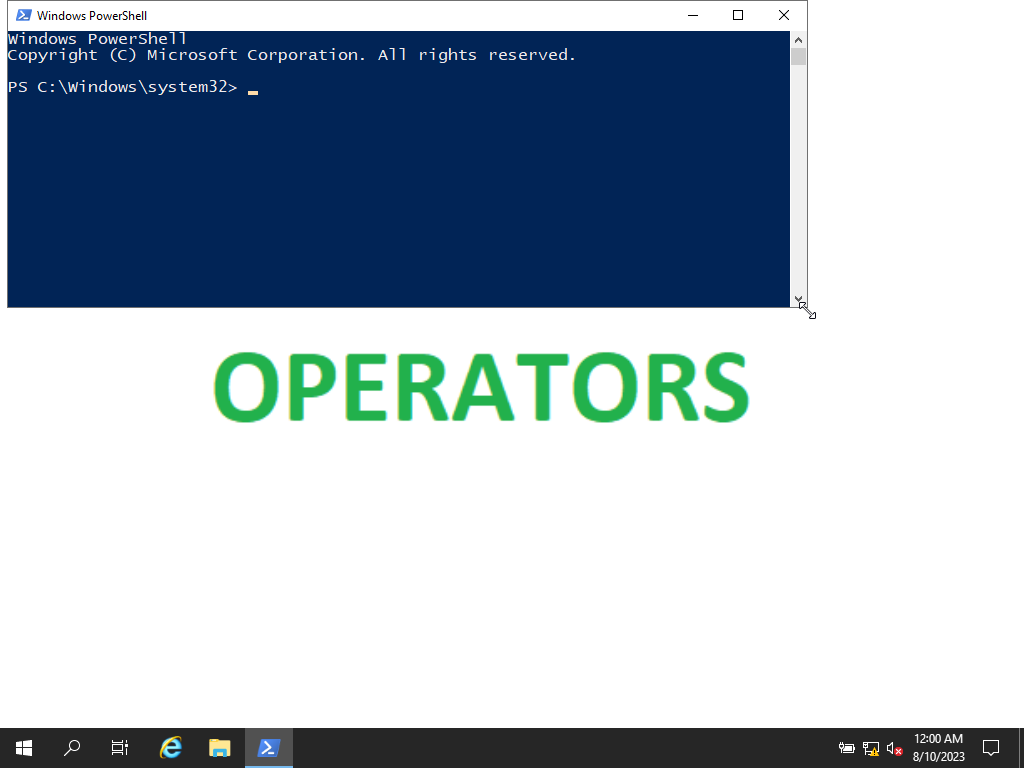 Windows PowerShell
Windows PowerShell
Copyright (C) Microsoft Corporation. All rights reserved.
PS C:\Windows\system32>
OPERATORS
12:00 AM
8/10/2023